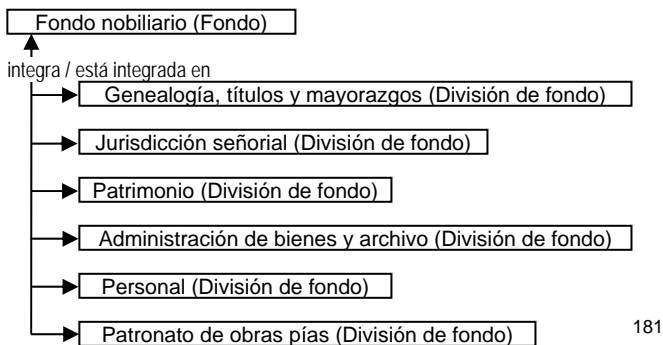 Fondo nobiliario (Fondo)
integra / está integrada en
Genealogía, títulos y mayorazgos (División de fondo)
Jurisdicción señorial (División de fondo)
Patrimonio (División de fondo)
Administración de bienes y archivo (División de fondo)
Personal (División de fondo)
Patronato de obras pías (División de fondo)
181